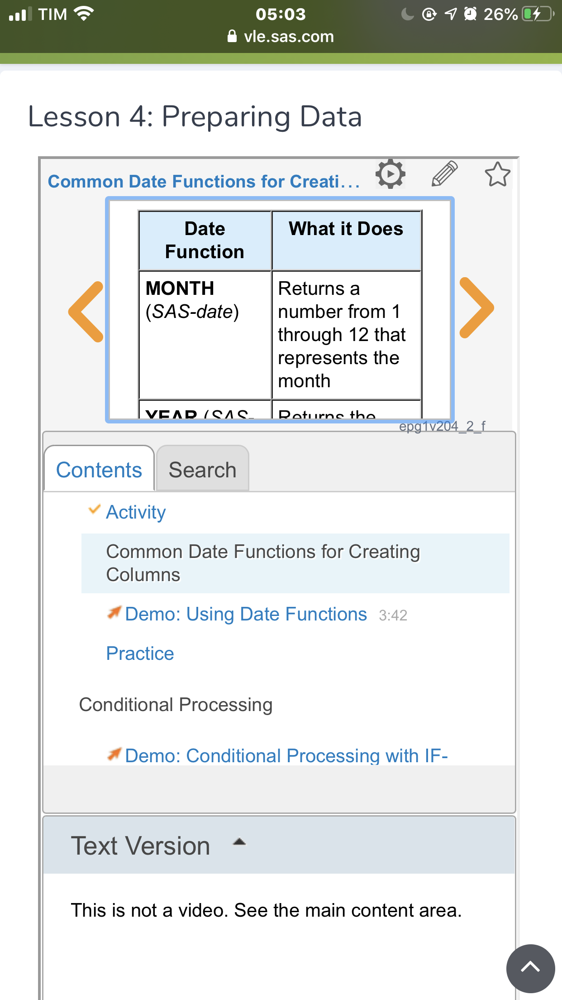 TIM
05:03
26%
vle.sas.com
Lesson 4: Preparing Data
Common Date Functions for Creati...
Date
Function
What it Does
MONTH
(SAS-date)
Returns a
number from 1
through 12 that
represents the
month
YEAR (SAS-
Returns the
epg1v204_2_f
Contents
Search
Activity
Common Date Functions for Creating
Columns
Demo: Using Date Functions 3:42
Practice
Conditional Processing
Demo: Conditional Processing with IF-
Text Version
This is not a video. See the main content area.